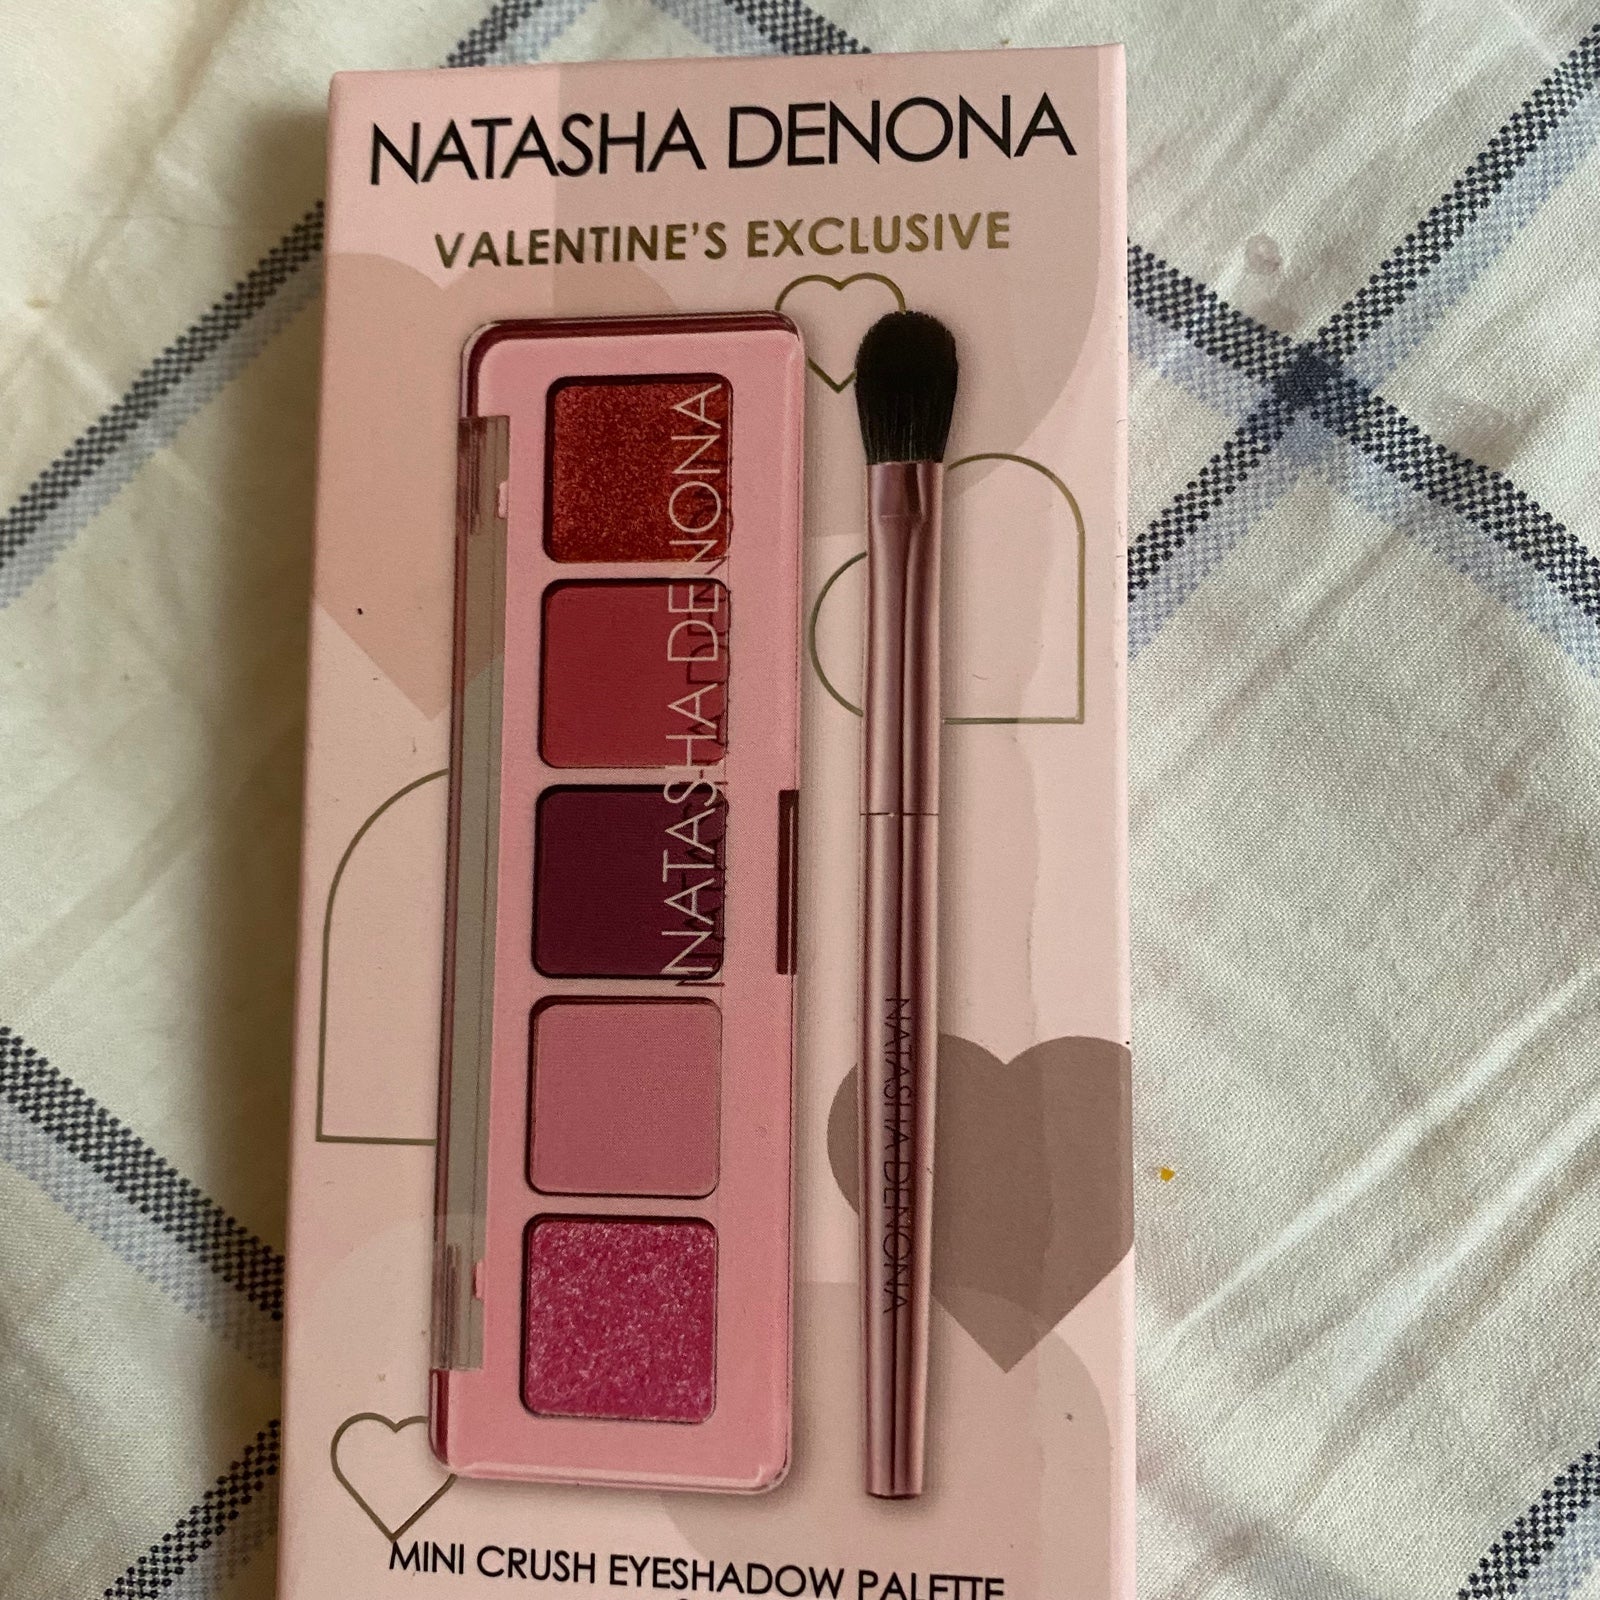 NATASHA DENONA
VALENTINE'S EXCLUSIVE
NATASHA DENONA
NATASHA DENONA
MINI CRUSH EYESHADOW PALETTE